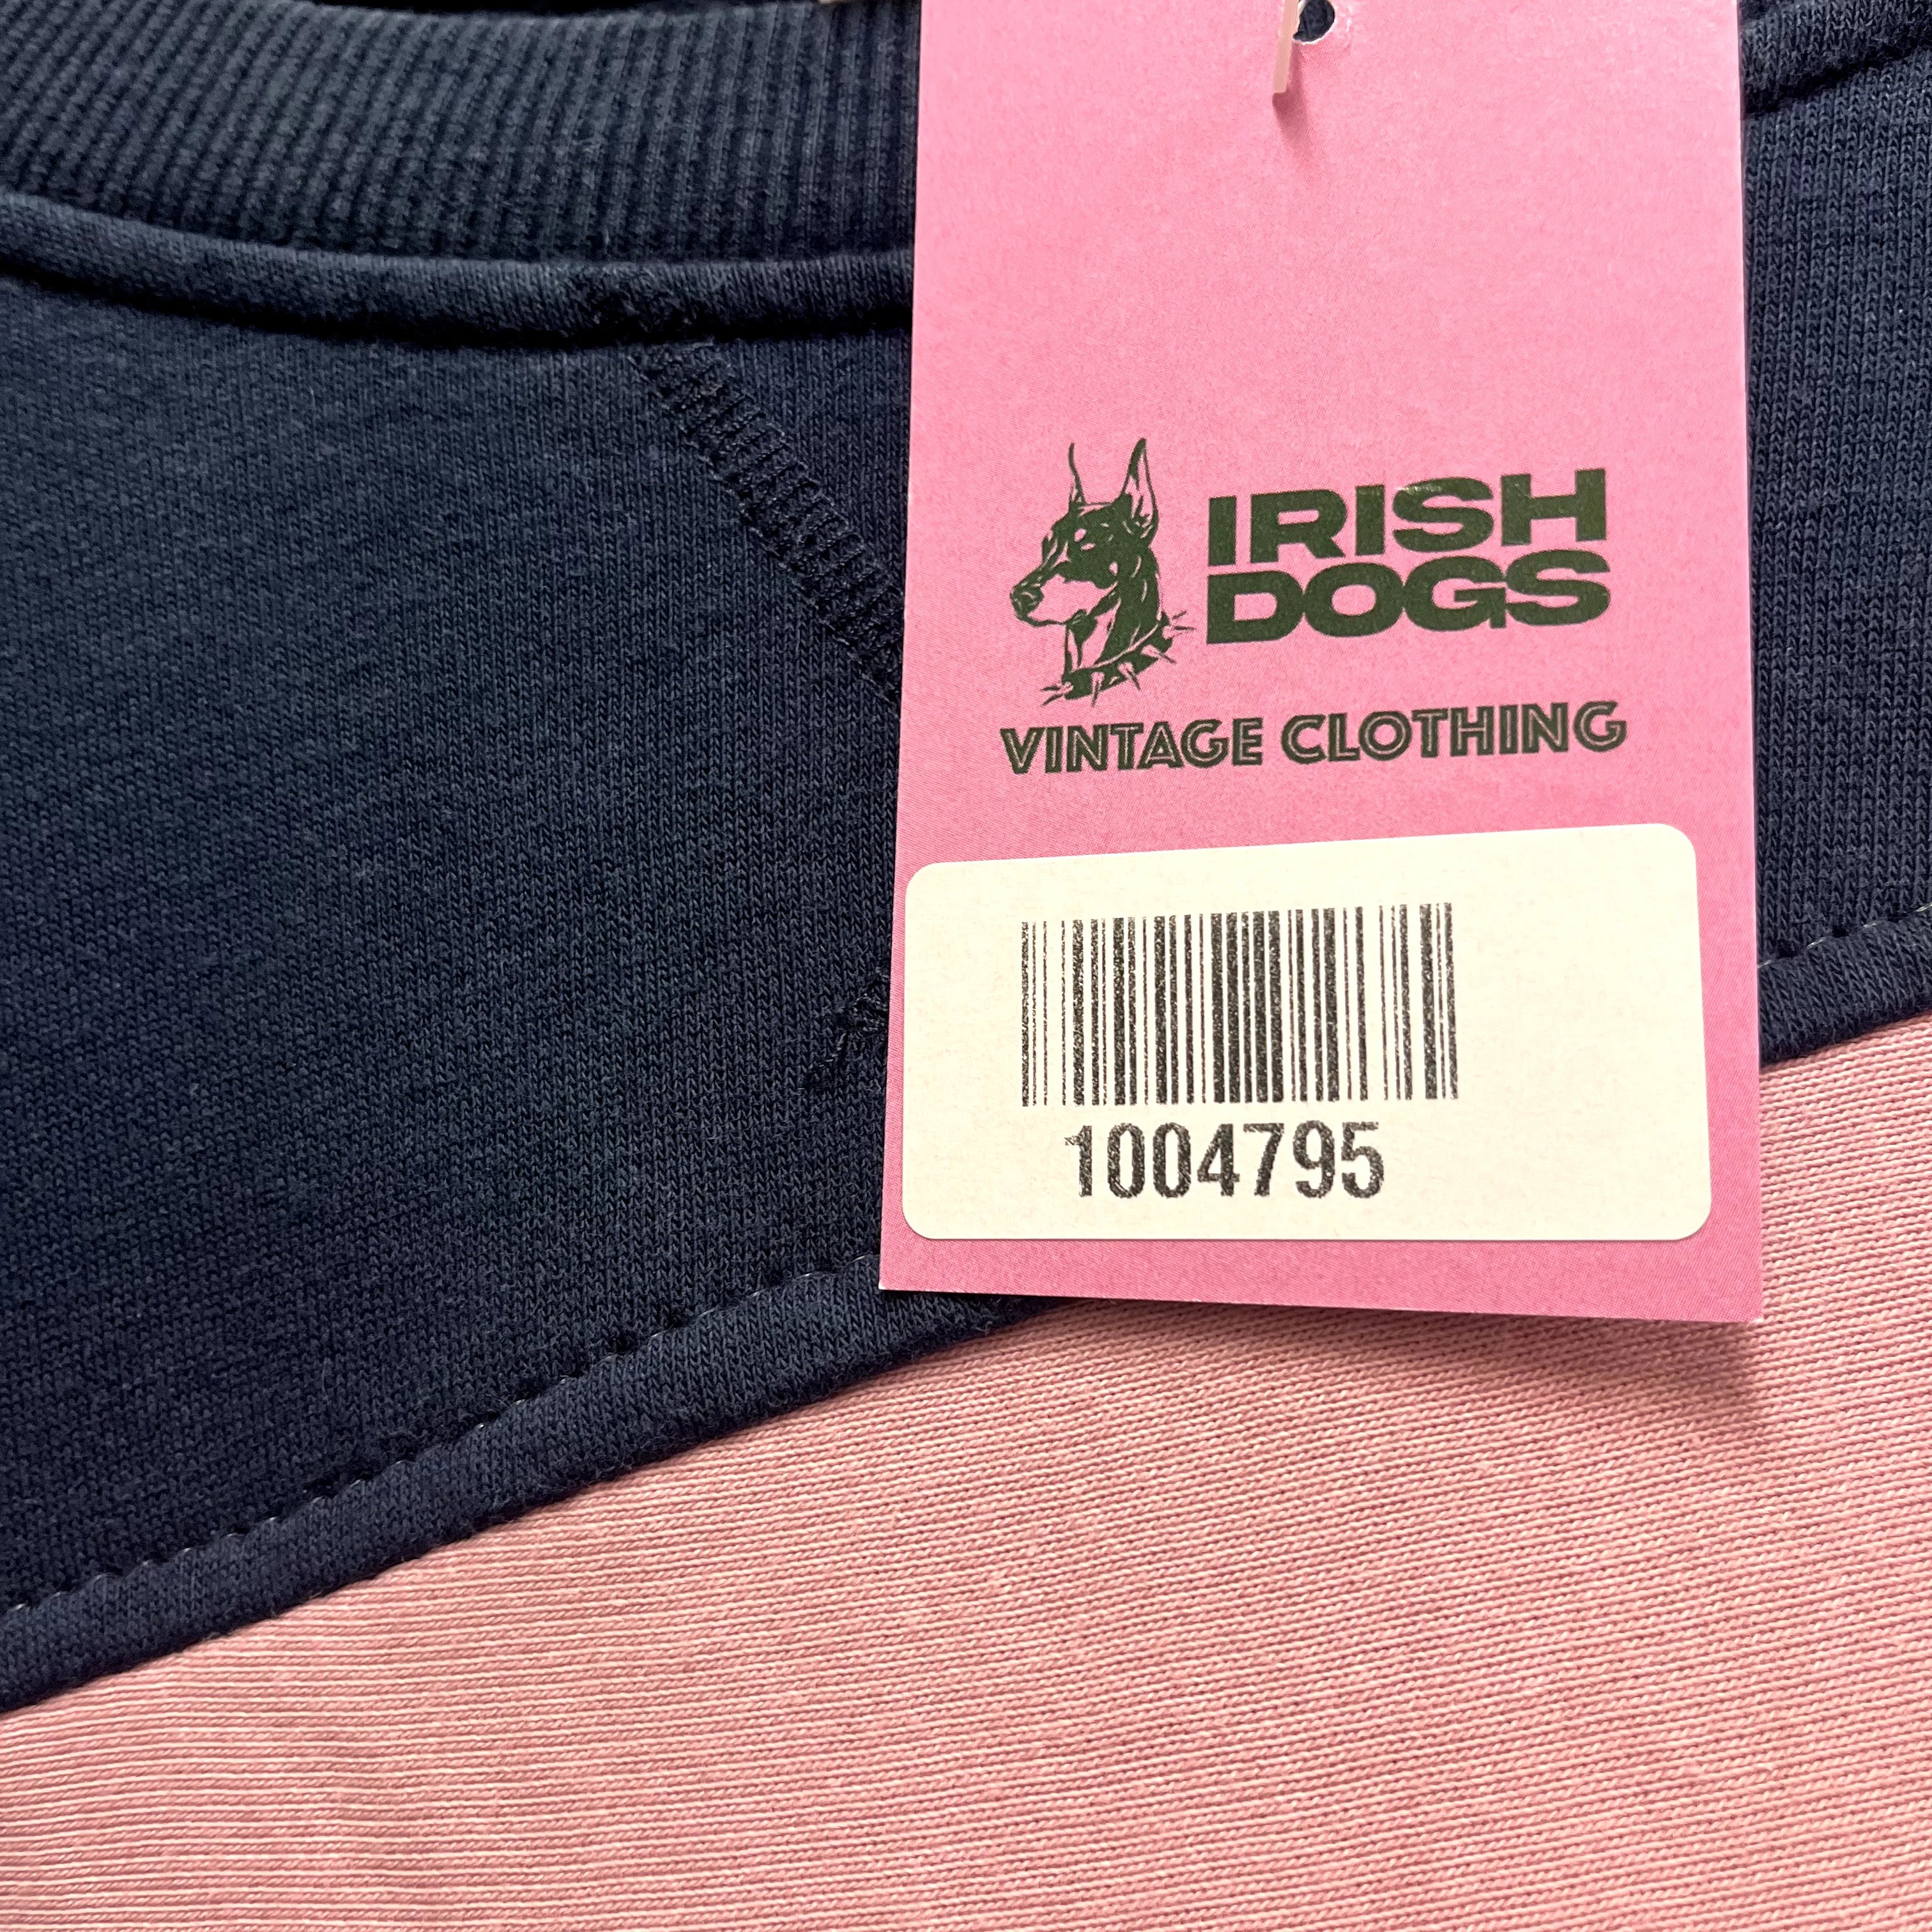 IRISH
DOGS
VINTAGE CLOTHING
1004795